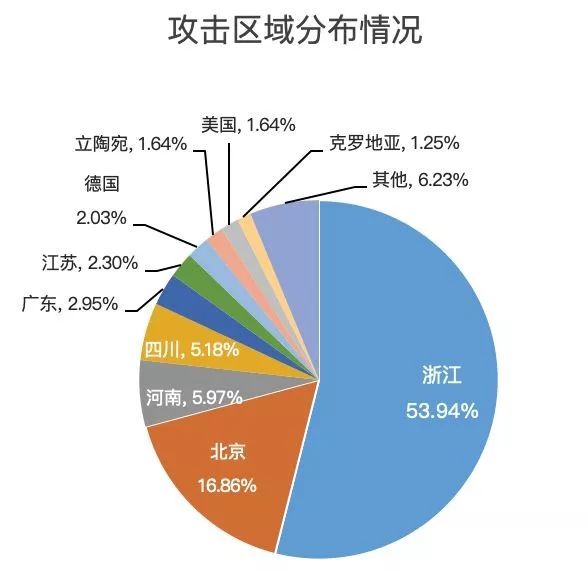 攻击区域分布情况
美国, 1.64%
立陶宛, 1.64%
克罗地亚, 1.25%
德国
2.03%
其他, 6.23%
江苏, 2.30%
广东, 2.95%
四川, 5.18%
浙江
53.94%
河南, 5.97%
北京
16.86%